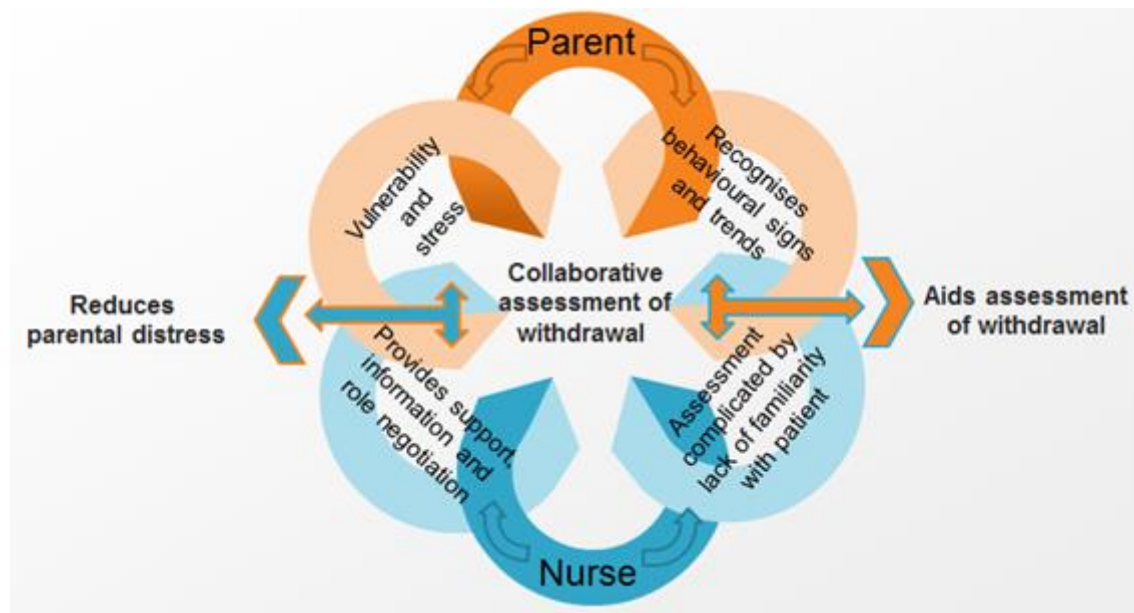 Parent
Vulnerability
and
stress
Recognises
behavioural signs
and trends
Reduces
parental distress
Collaborative
assessment of
withdrawal
Aids assessment
of withdrawal
Provides support,
information and
role negotiation
Assessment
complicated by
lack of familiarity
with patient
Nurse